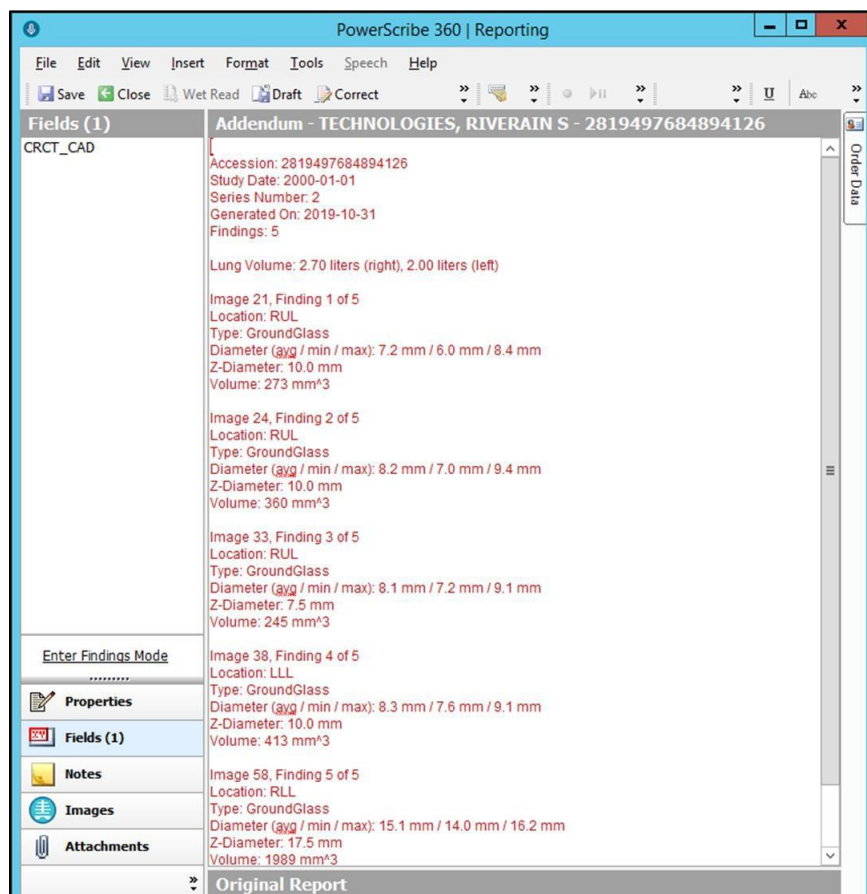 PowerScribe 360 | Reporting
File Edit View Insert Format Tools Speech Help
Save Close Wet Read Draft Correct U Abc
Fields (1)
CRCT_CAD
Addendum - TECHNOLOGIES, RIVERAIN S - 2819497684894126
Order Data
[
Accession: 2819497684894126
Study Date: 2000-01-01
Series Number: 2
Generated On: 2019-10-31
Findings: 5
Lung Volume: 2.70 liters (right), 2.00 liters (left)
Image 21, Finding 1 of 5
Location: RUL
Type: GroundGlass
Diameter (avg / min / max): 7.2 mm / 6.0 mm / 8.4 mm
Z-Diameter: 10.0 mm
Volume: 273 mm^3
Image 24, Finding 2 of 5
Location: RUL
Type: GroundGlass
Diameter (avg / min / max): 8.2 mm / 7.0 mm / 9.4 mm
Z-Diameter: 10.0 mm
Volume: 360 mm^3
Image 33, Finding 3 of 5
Location: RUL
Type: GroundGlass
Diameter (avg / min / max): 8.1 mm / 7.2 mm / 9.1 mm
Z-Diameter: 7.5 mm
Volume: 245 mm^3
Image 38, Finding 4 of 5
Location: LLL
Type: GroundGlass
Diameter (avg / min / max): 8.3 mm / 7.6 mm / 9.1 mm
Z-Diameter: 10.0 mm
Volume: 413 mm^3
Image 58, Finding 5 of 5
Location: RLL
Type: GroundGlass
Diameter (avg / min / max): 15.1 mm / 14.0 mm / 16.2 mm
Z-Diameter: 17.5 mm
Volume: 1989 mm^3
Enter Findings Mode
Properties
Fields (1)
Notes
Images
Attachments
Original Report